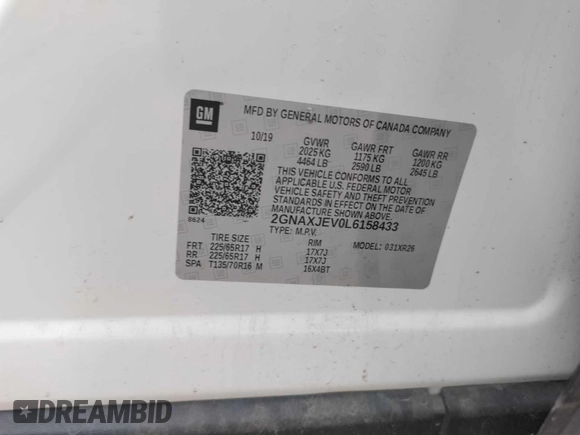 GM
MFD BY GENERAL MOTORS OF CANADA COMPANY
10/19 GVWR GAWR FRT GAWR RR
2025 KG 1175 KG 1200 KG
4464 LB 2590 LB 2645 LB
THIS VEHICLE CONFORMS TO ALL
APPLICABLE U.S. FEDERAL MOTOR
VEHICLE SAFETY AND THEFT PREVENTION
STANDARDS IN EFFECT ON THE DATE OF
MANUFACTURE SHOWN ABOVE.
8624 2GNAXJEV0L6158433
TYPE: M.P.V. MODEL: 031XR26
TIRE SIZE RIM
FRT 225/65R17 H 17X7J
RR 225/65R17 H 17X7J
SPA T135/70R16 M 16X4BT
DREAMBID